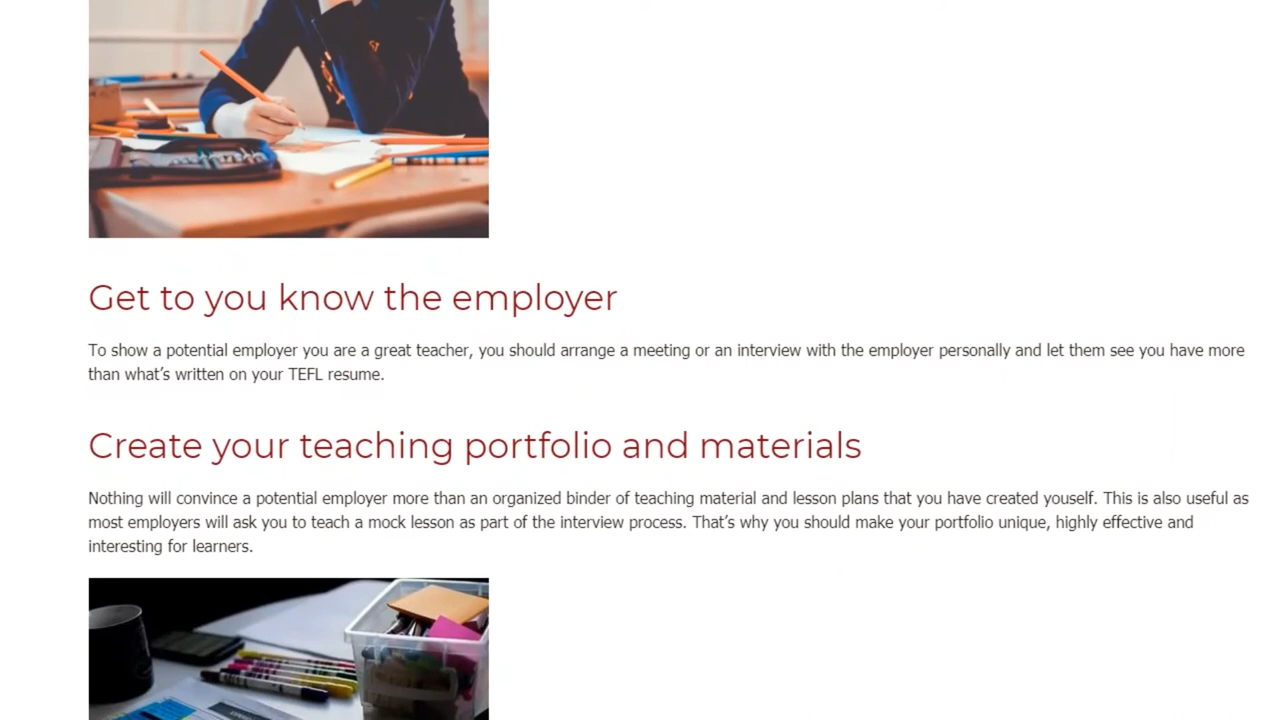 Get to you know the employer
To show a potential employer you are a great teacher, you should arrange a meeting or an interview with the employer personally and let them see you have more
than what’s written on your TEFL resume.
Create your teaching portfolio and materials
Nothing will convince a potential employer more than an organized binder of teaching material and lesson plans that you have created youself. This is also useful as
most employers will ask you to teach a mock lesson as part of the interview process. That’s why you should make your portfolio unique, highly effective and
interesting for learners.